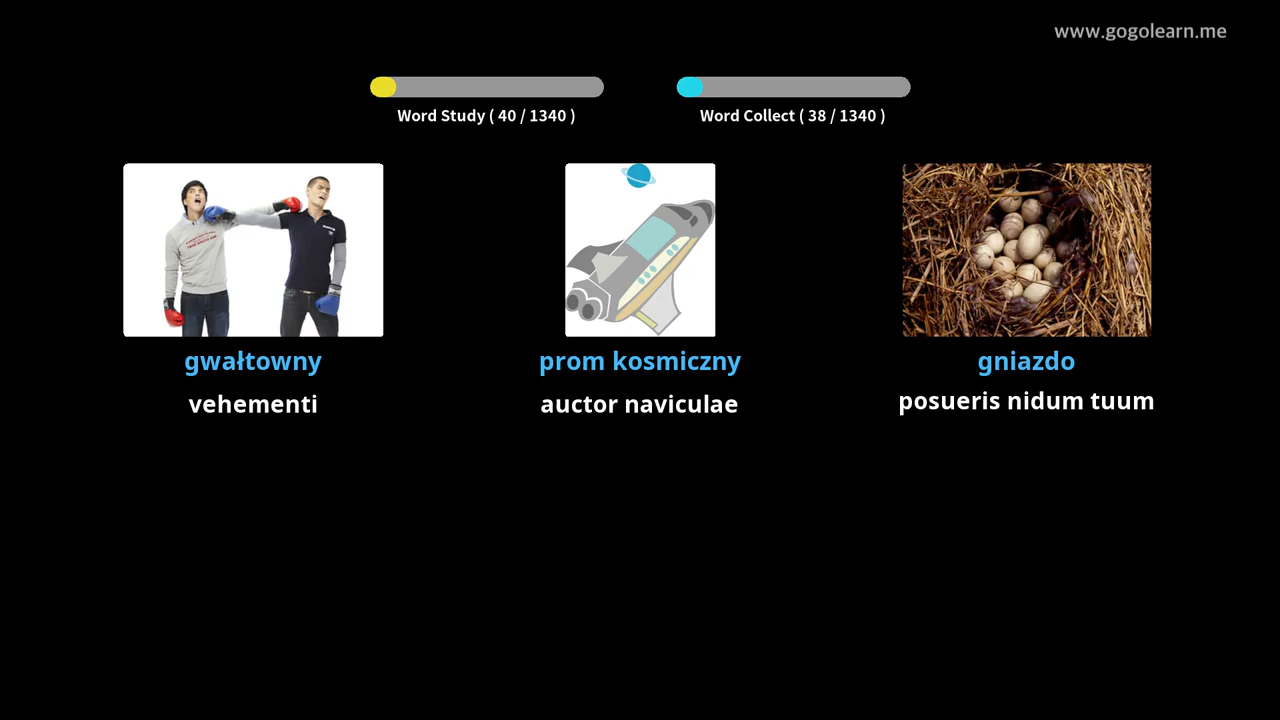 www.gogolearn.me
Word Study ( 40 / 1340 )
Word Collect ( 38 / 1340 )
gwałtowny
prom kosmiczny
gniazdo
vehementi
auctor naviculae
posueris nidum tuum